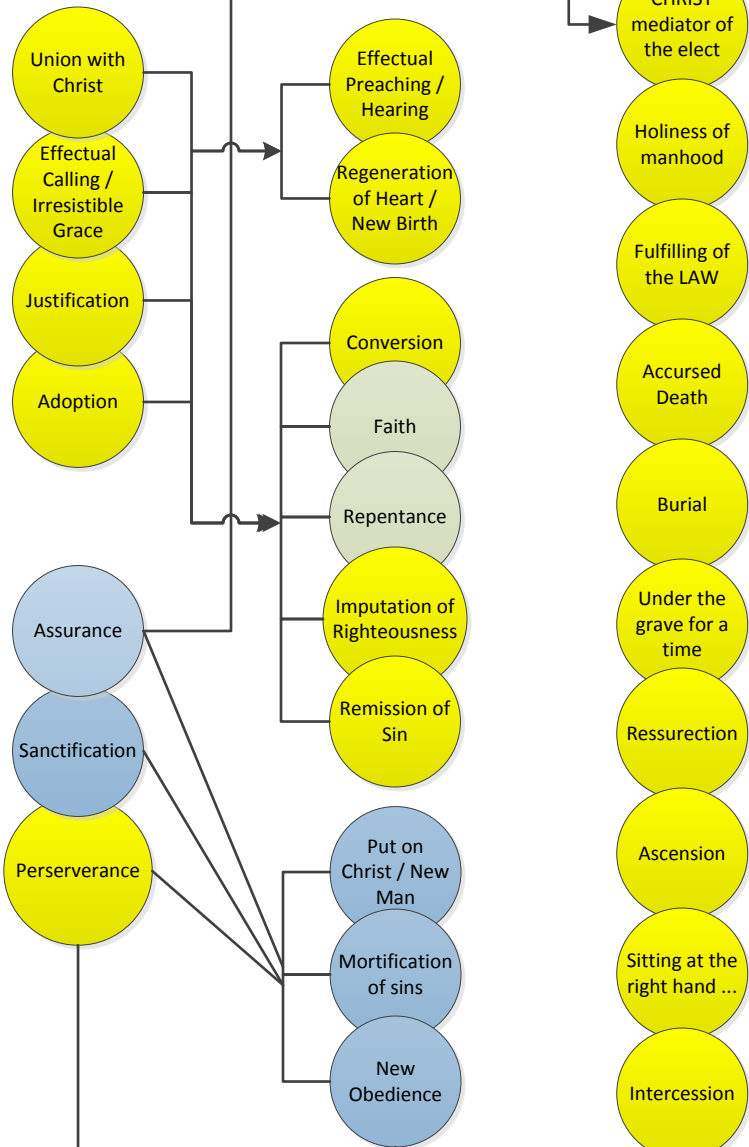 Union with
Christ
Effectual
Calling /
Irresistible
Grace
Justification
Adoption
Assurance
Sanctification
Perserverance
Effectual
Preaching /
Hearing
Regeneration
of Heart /
New Birth
Conversion
Faith
Repentance
Imputation of
Righteousness
Remission of
Sin
Put on
Christ / New
Man
Mortification
of sins
New
Obedience
CHRIST
mediator of
the elect
Holiness of
manhood
Fulfilling of
the LAW
Accursed
Death
Burial
Under the
grave for a
time
Ressurection
Ascension
Sitting at the
right hand ...
Intercession